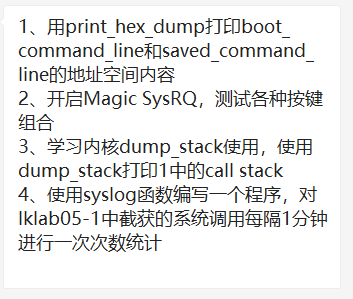 1、用print_hex_dump打印boot_
command_line和saved_command_
line的地址空间内容
2、开启Magic SysRQ，测试各种按键
组合
3、学习内核dump_stack使用，使用
dump_stack打印1中的call stack
4、使用syslog函数编写一个程序，对
lklab05-1中截获的系统调用每隔1分钟
进行一次次数统计